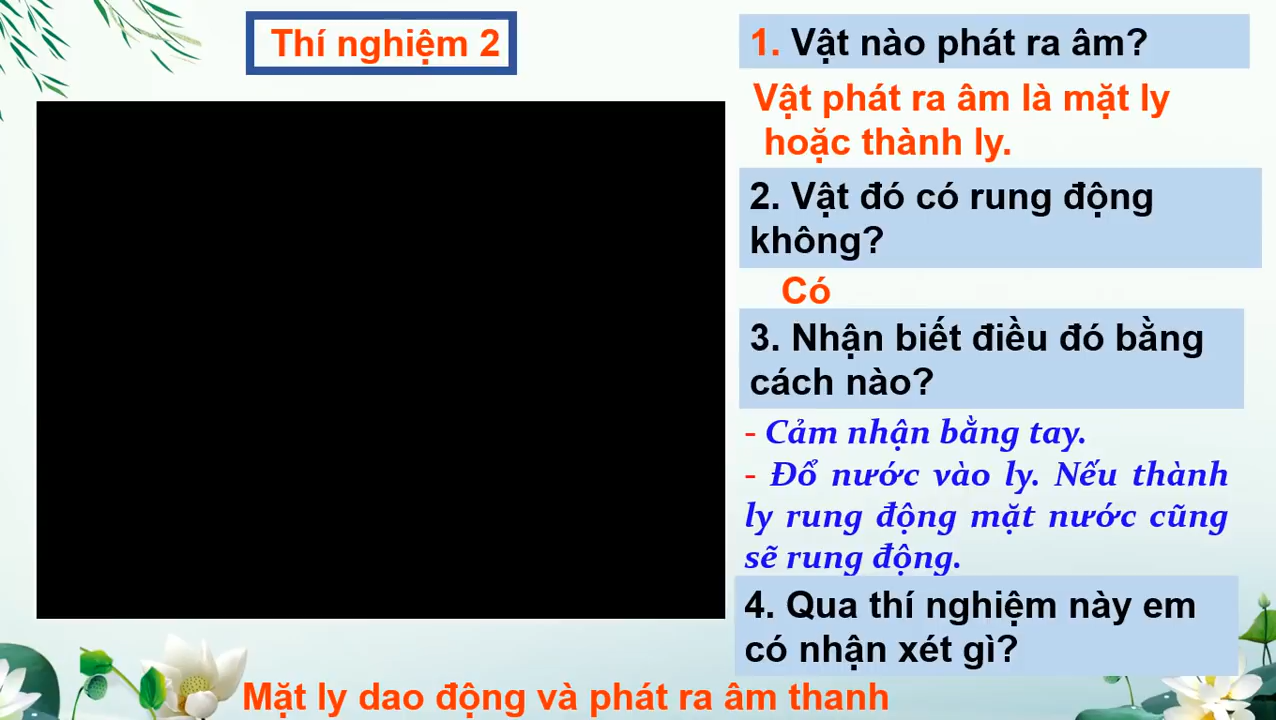 Thí nghiệm 2
1. Vật nào phát ra âm?
Vật phát ra âm là mặt ly
hoặc thành ly.
2. Vật đó có rung động
không?
Có
3. Nhận biết điều đó bằng
cách nào?
- Cảm nhận bằng tay.
- Đổ nước vào ly. Nếu thành
ly rung động mặt nước cũng
sẽ rung động.
4. Qua thí nghiệm này em
có nhận xét gì?
Mặt ly dao động và phát ra âm thanh